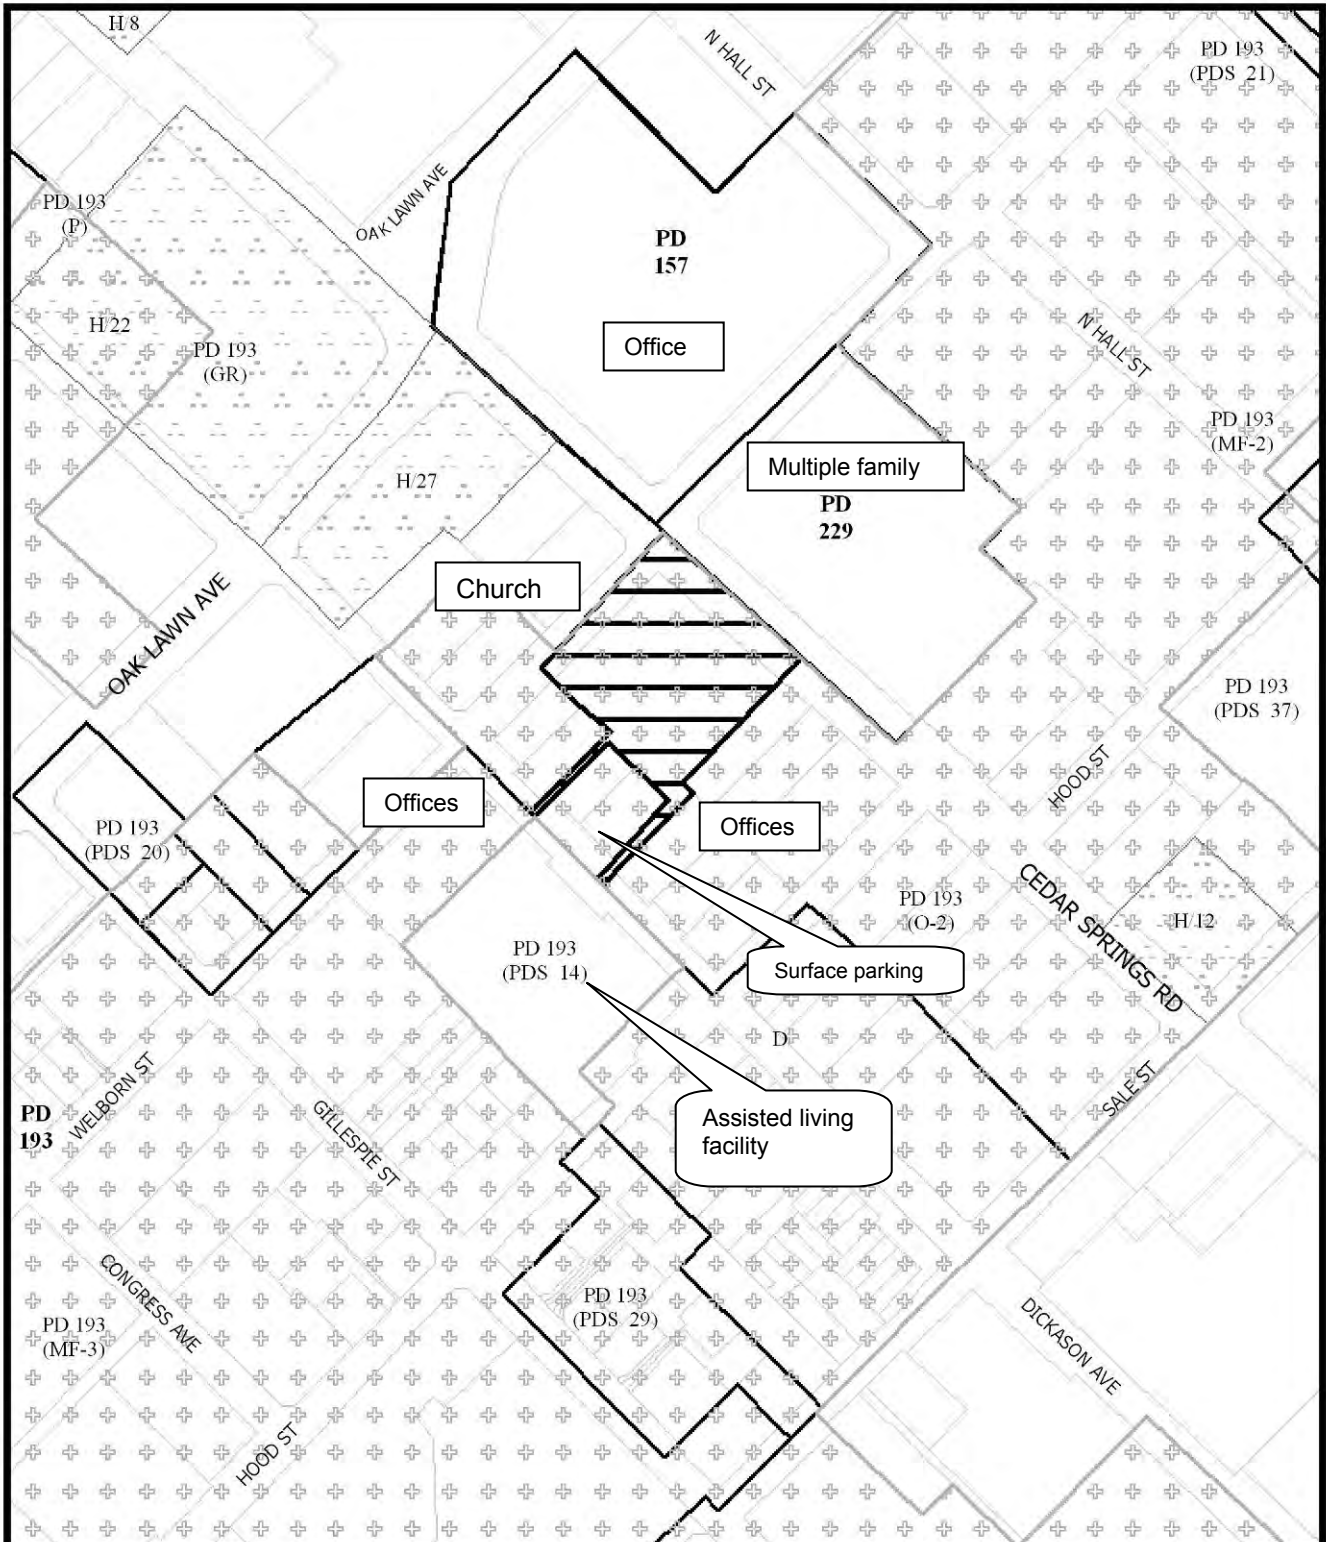 H/8
N HALL ST
PD 193
(PDS 21)
OAK LAWN AVE
PD 193
(P)
PD
157
H/22
PD 193
(GR)
Office
N HALL ST
PD 193
(MF-2)
Multiple family
H/27
PD
229
Church
OAK LAWN AVE
PD 193
(PDS 37)
HOOD ST
Offices
Offices
PD 193
(PDS 20)
CEDAR SPRINGS RD
PD 193
(O-2)
H/12
PD 193
(PDS 14)
Surface parking
D
WELBORN ST
SALE ST
PD
193
GILLESPIE ST
Assisted living
facility
CONGRESS AVE
PD 193
(PDS 29)
PD 193
(MF-3)
DICKASON AVE
HOOD ST